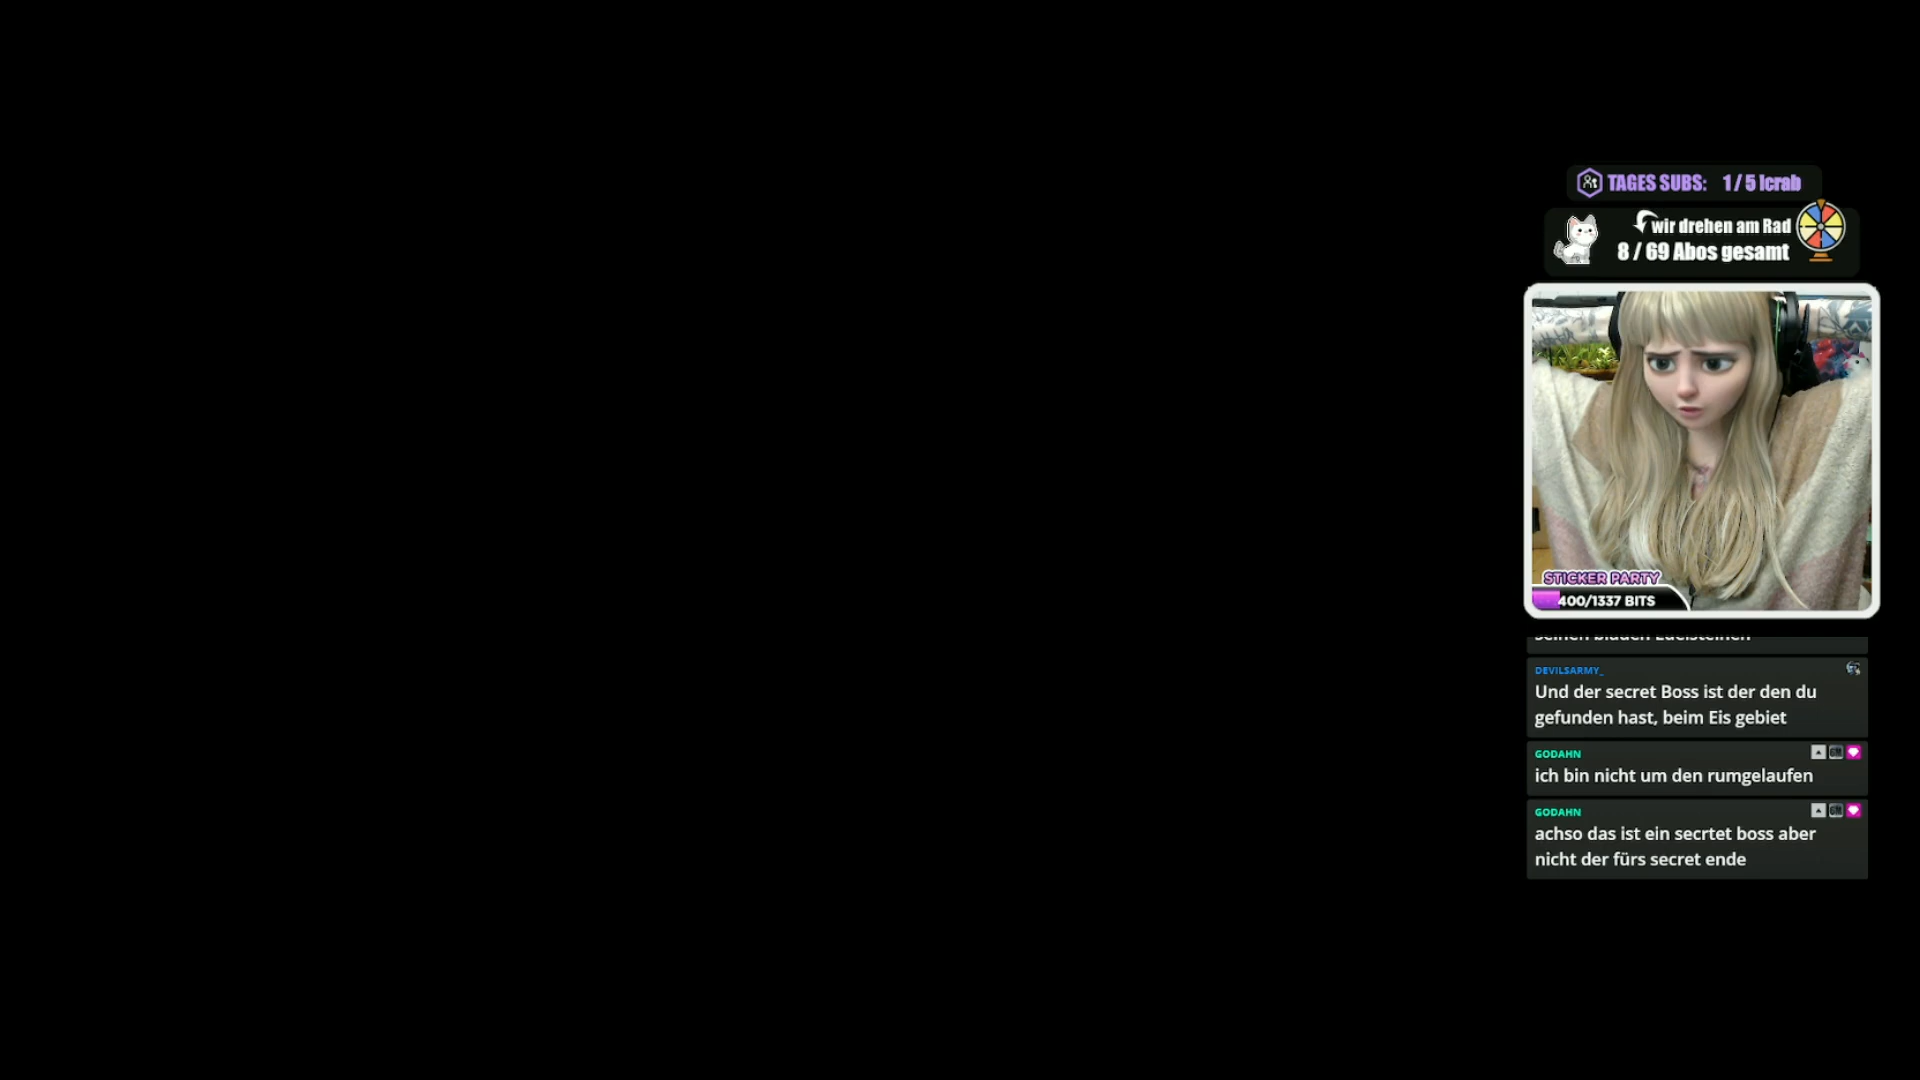 TAGES SUBS: 1 / 5 lcrab
wir drehen am Rad
8 / 69 Abos gesamt
STICKER PARTY
400/1337 BITS
DEVILSARMY_
Und der secret Boss ist der den du
gefunden hast, beim Eis gebiet
GODAHN
ich bin nicht um den rumgelaufen
GODAHN
achso das ist ein secrtet boss aber
nicht der fürs secret ende